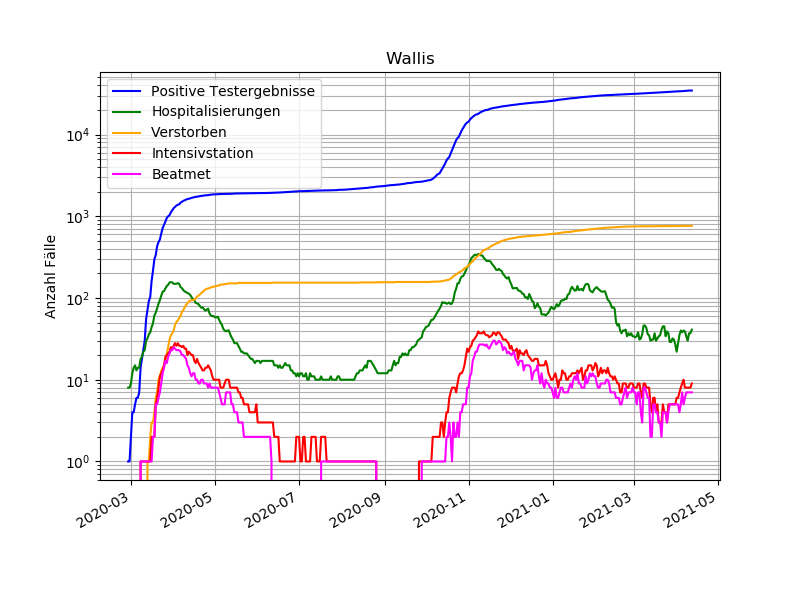 Wallis
Positive Testergebnisse
Hospitalisierungen
Verstorben
Intensivstation
Beatmet
Anzahl Fälle
10⁴
10³
10²
10¹
10⁰
2020-03
2020-05
2020-07
2020-09
2020-11
2021-01
2021-03
2021-05